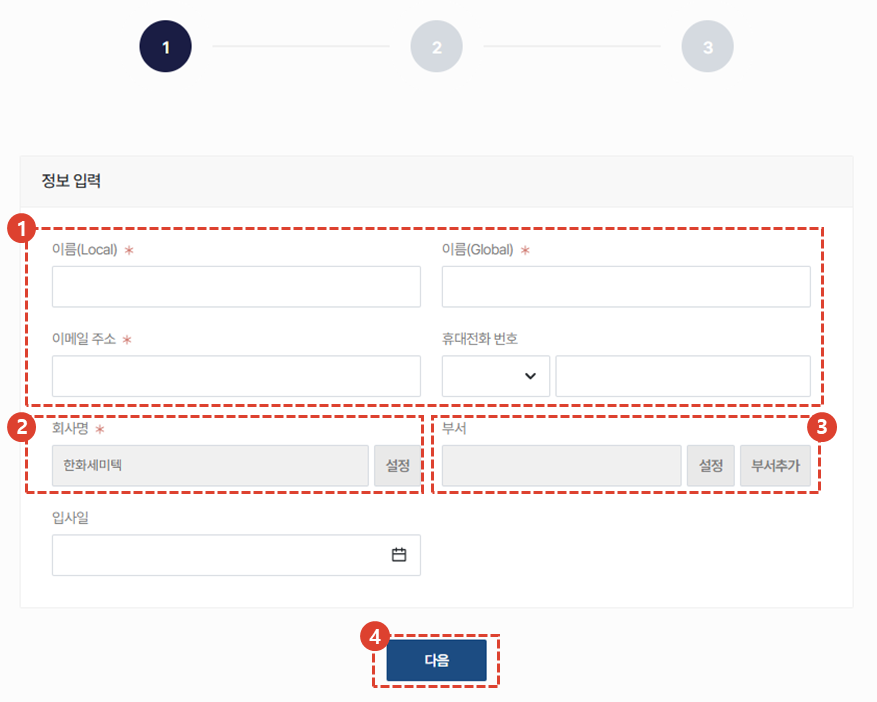 1 2 3
정보 입력
1
이름(Local) * 이름(Global) *
이메일 주소 * 휴대전화 번호
2 회사명 * 부서 3
한화세미텍 설정 설정 부서추가
입사일
4
다음